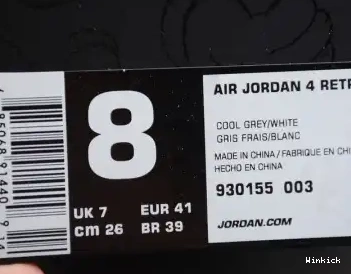 8
UK 7 EUR 41
cm 26 BR 39
AIR JORDAN 4 RETR
COOL GREY/WHITE
GRIS FRAIS/BLANC
MADE IN CHINA/FABRIQUE EN CHI
HECHO EN CHINA
930155 003
JORDAN.COM
Winkick